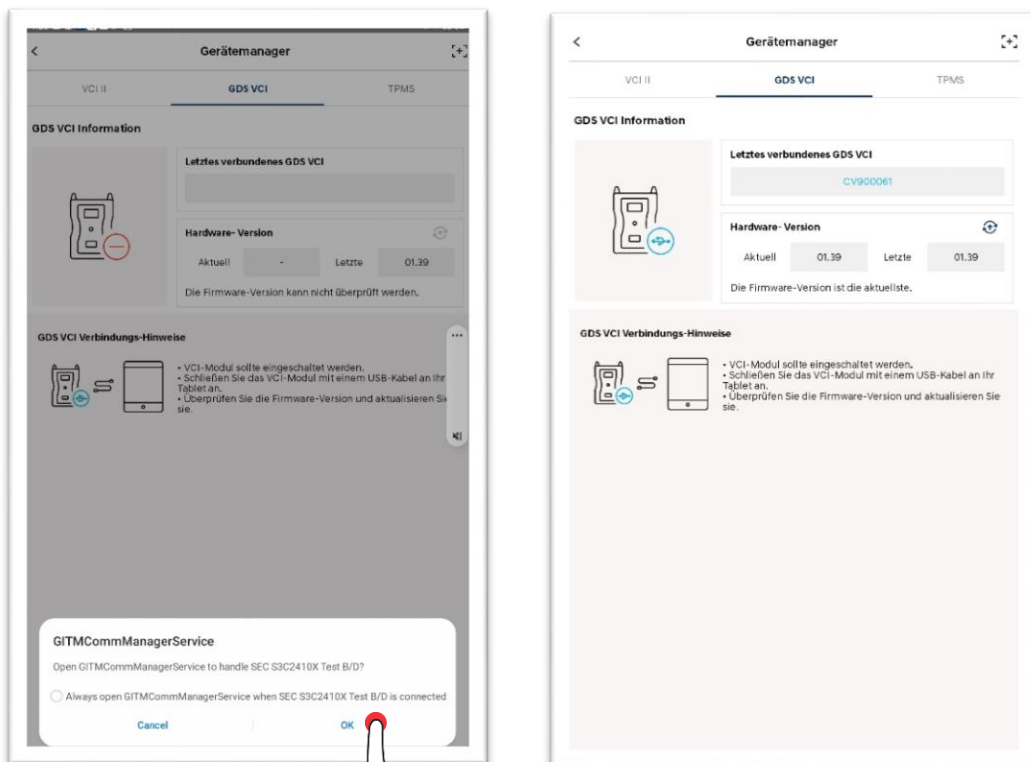 Gerätemanager
VCI II GDS VCI TPMS
GDS VCI Information
Letztes verbundenes GDS VCI
Hardware- Version
Aktuell - Letzte 01.39
Die Firmware-Version kann nicht überprüft werden.
GDS VCI Verbindungs-Hinweise
• VCI-Modul sollte eingeschaltet werden.
• Schließen Sie das VCI-Modul mit einem USB-Kabel an Ihr
Tablet an.
• Überprüfen Sie die Firmware-Version und aktualisieren Sie
sie.
GITMCommManagerService
Open GITMCommManagerService to handle SEC S3C2410X Test B/D?
Always open GITMCommManagerService when SEC S3C2410X Test B/D is connected
Cancel OK
Gerätemanager
VCI II GDS VCI TPMS
GDS VCI Information
Letztes verbundenes GDS VCI
CV900061
Hardware- Version
Aktuell 01.39 Letzte 01.39
Die Firmware-Version ist die aktuellste.
GDS VCI Verbindungs-Hinweise
• VCI-Modul sollte eingeschaltet werden.
• Schließen Sie das VCI-Modul mit einem USB-Kabel an Ihr
Tablet an.
• Überprüfen Sie die Firmware-Version und aktualisieren Sie
sie.